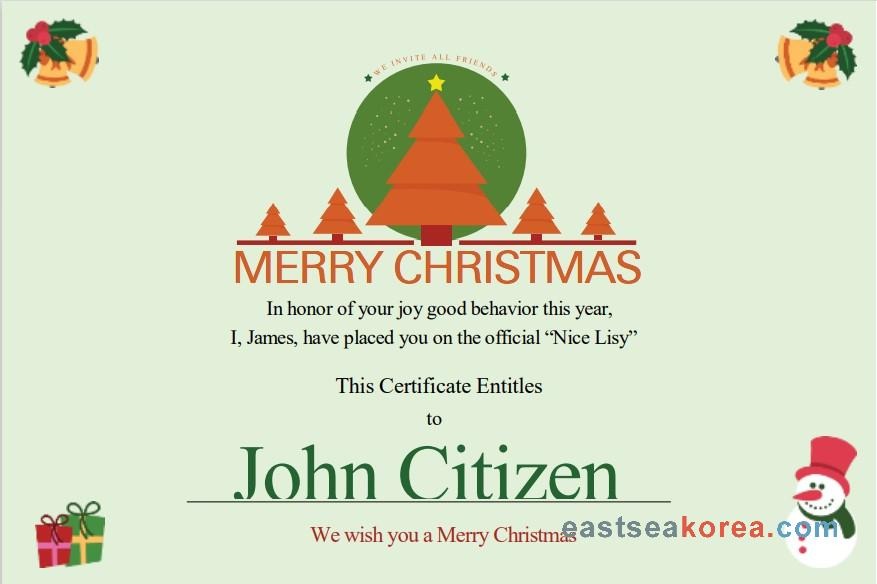 WE INVITE ALL FRIENDS
MERRY CHRISTMAS
In honor of your joy good behavior this year,
I, James, have placed you on the official “Nice Lisy”
This Certificate Entitles
to
John Citizen
We wish you a Merry Christmas
eastseakorea.com